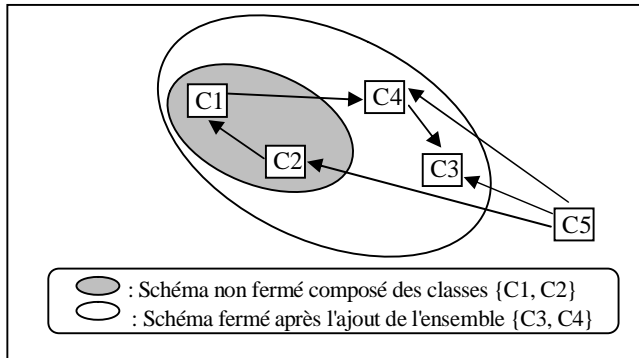 C1
C4
C2
C3
C5
: Schéma non fermé composé des classes {C1, C2}
: Schéma fermé après l'ajout de l'ensemble {C3, C4}